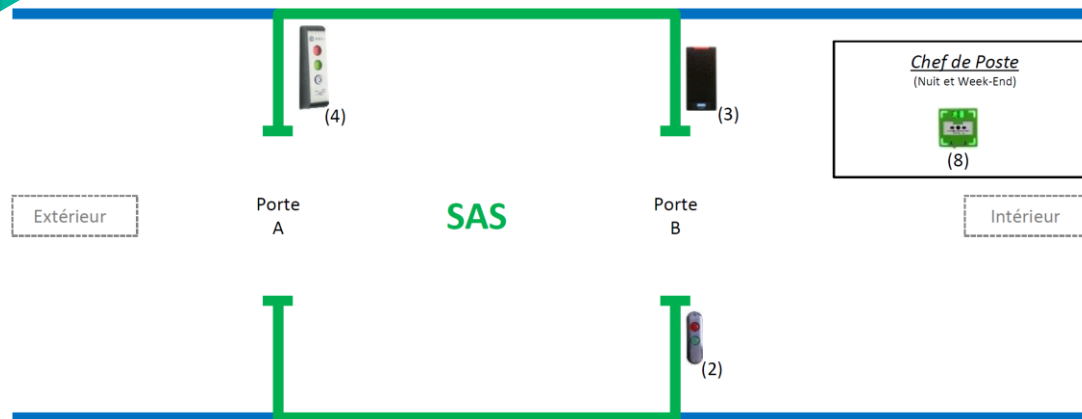 Chef de Poste
(Nuit et Week-End)
(4)
(3)
(8)
Extérieur
Porte
A
SAS
Porte
B
Intérieur
(2)